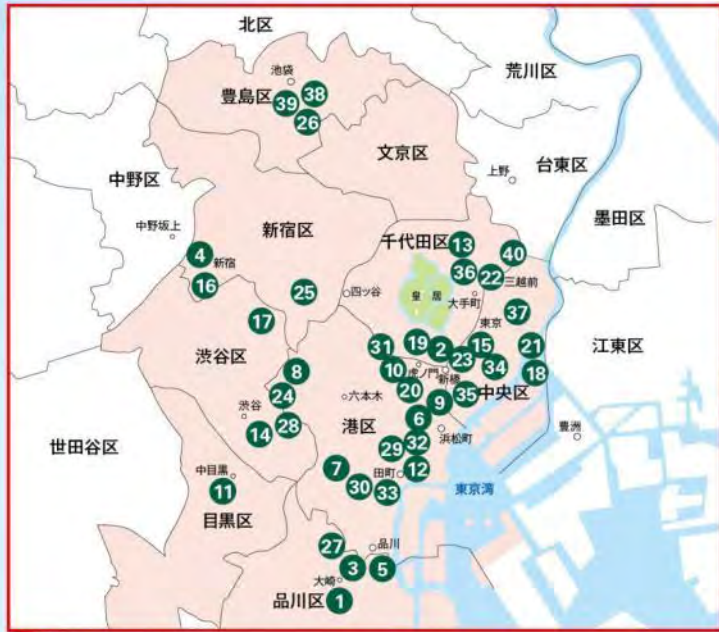 北区
荒川区
池袋
豊島区
38
39
26
文京区
上野
台東区
中野区
中野坂上
墨田区
新宿区
千代田区
13
40
4
新宿
36
22
三越前
16
25
四ツ谷
皇居
大手町
37
17
東京
渋谷区
31
19
2
15
21
江東区
23
8
10
虎ノ門
新橋
34
18
24
六本木
20
9
35
中央区
渋谷
6
28
港区
浜松町
豊洲
14
世田谷区
29
32
中目黒
7
田町
12
11
30
33
東京湾
目黒区
27
品川
3
5
大崎
品川区
1